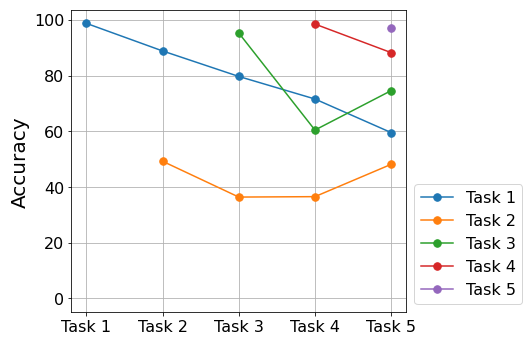 Accuracy
100
80
60
40
20
0
Task 1 Task 2 Task 3 Task 4 Task 5
Task 1
Task 2
Task 3
Task 4
Task 5